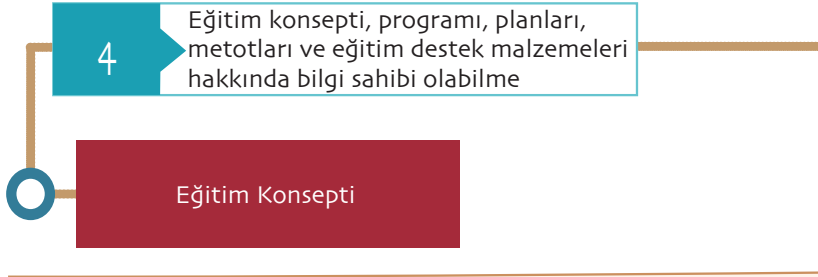 4
Eğitim konsepti, programı, planları,
metotları ve eğitim destek malzemeleri
hakkında bilgi sahibi olabilme
Eğitim Konsepti